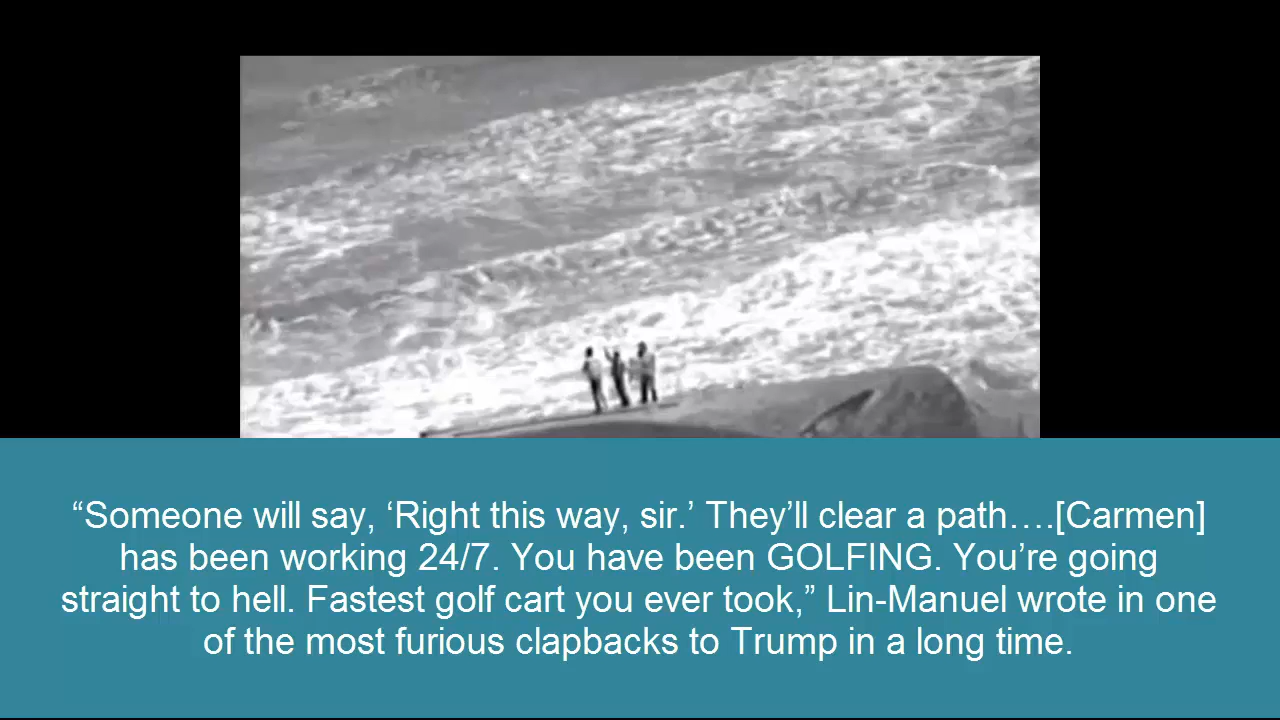 “Someone will say, ‘Right this way, sir.’ They’ll clear a path….[Carmen]
has been working 24/7. You have been GOLFING. You’re going
straight to hell. Fastest golf cart you ever took,” Lin-Manuel wrote in one
of the most furious clapbacks to Trump in a long time.